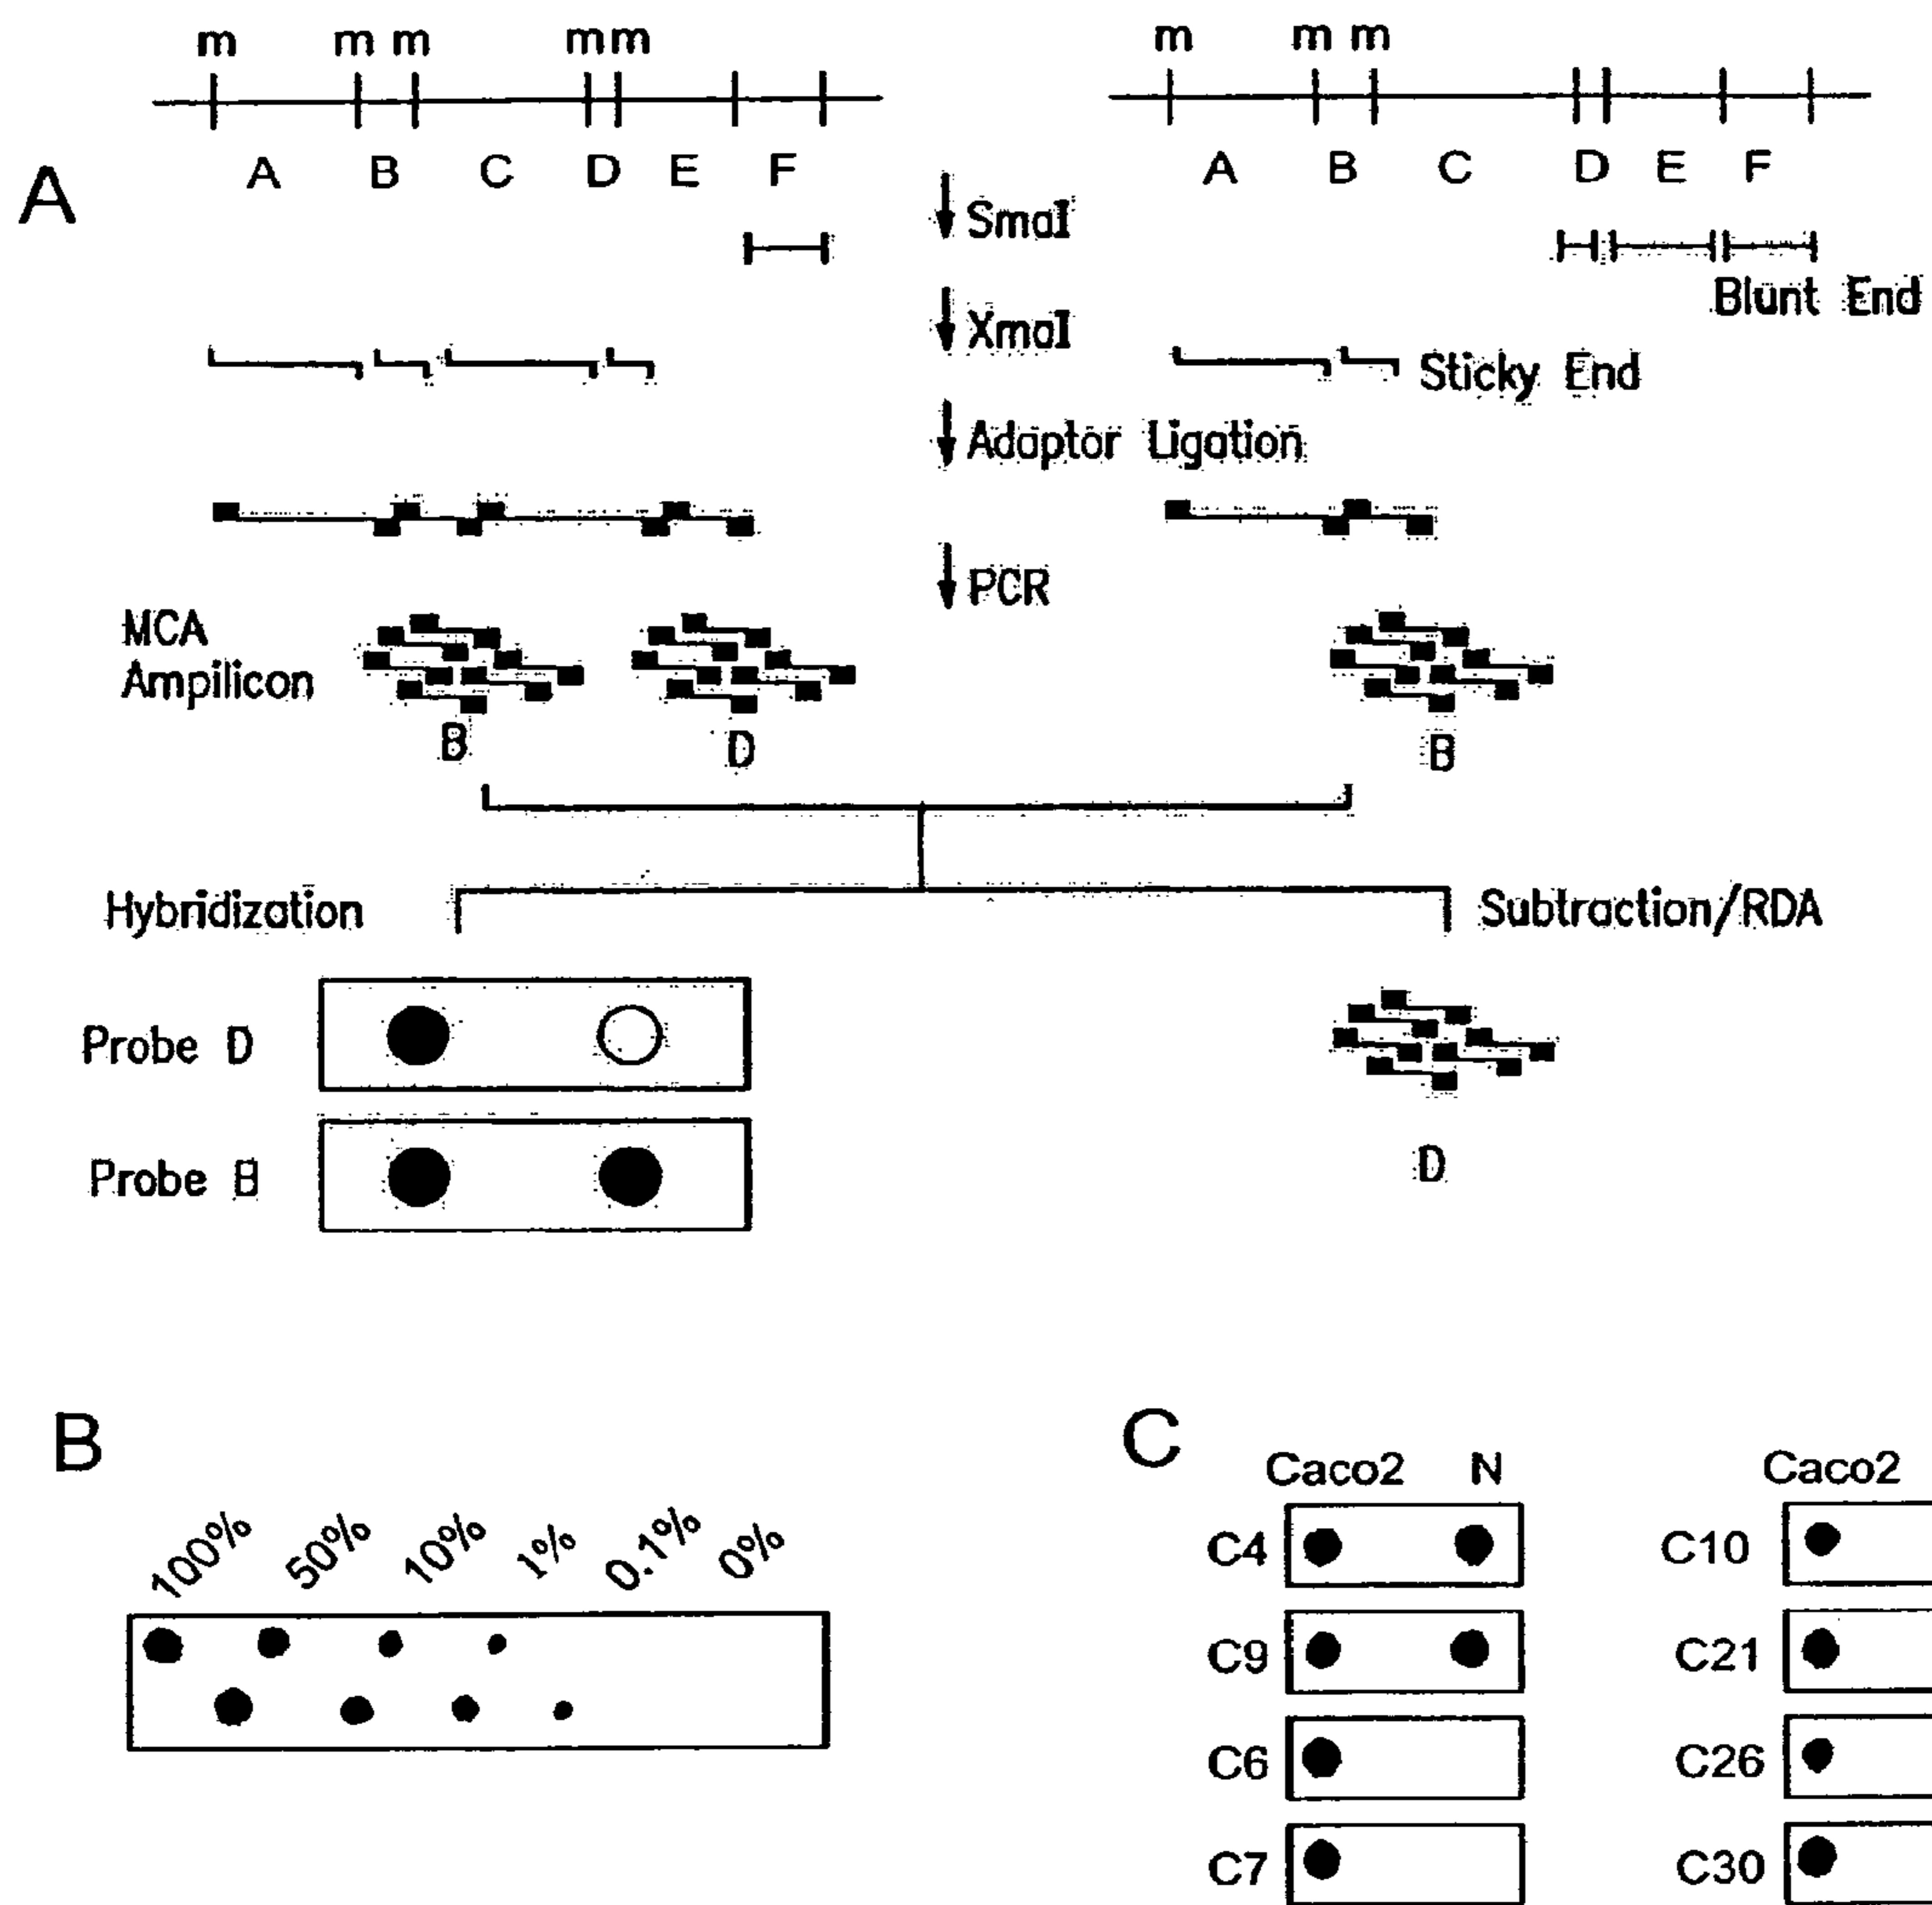 m m m m m m m m
A B C D E F A B C D E F
A
SmaI
Blunt End
XmaI
Sticky End
Adaptor Ligation
PCR
MCA
Ampilicon
B D B
Hybridization Subtraction/RDA
Probe D
Probe B
D
B
100% 50% 10% 1% 0.1% 0%
C
Caco2 N Caco2
C4 C10
C9 C21
C6 C26
C7 C30